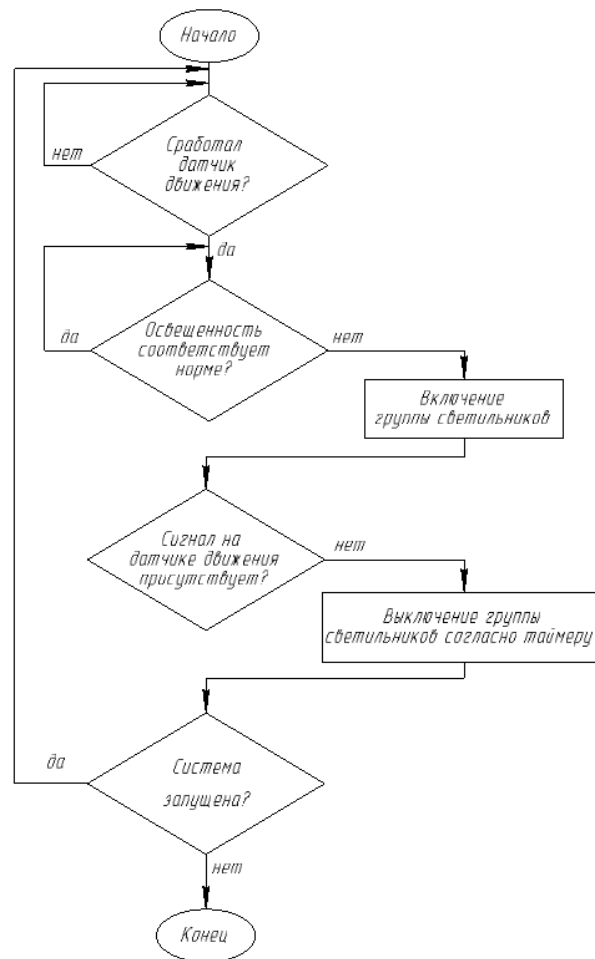 Начало
Сработал
датчик
движения?
нет
да
Освещенность
соответствует
норме?
да
нет
Включение
группы светильников
Сигнал на
датчике движения
присутствует?
нет
Выключение группы
светильников согласно таймеру
Система
запущена?
да
нет
Конец